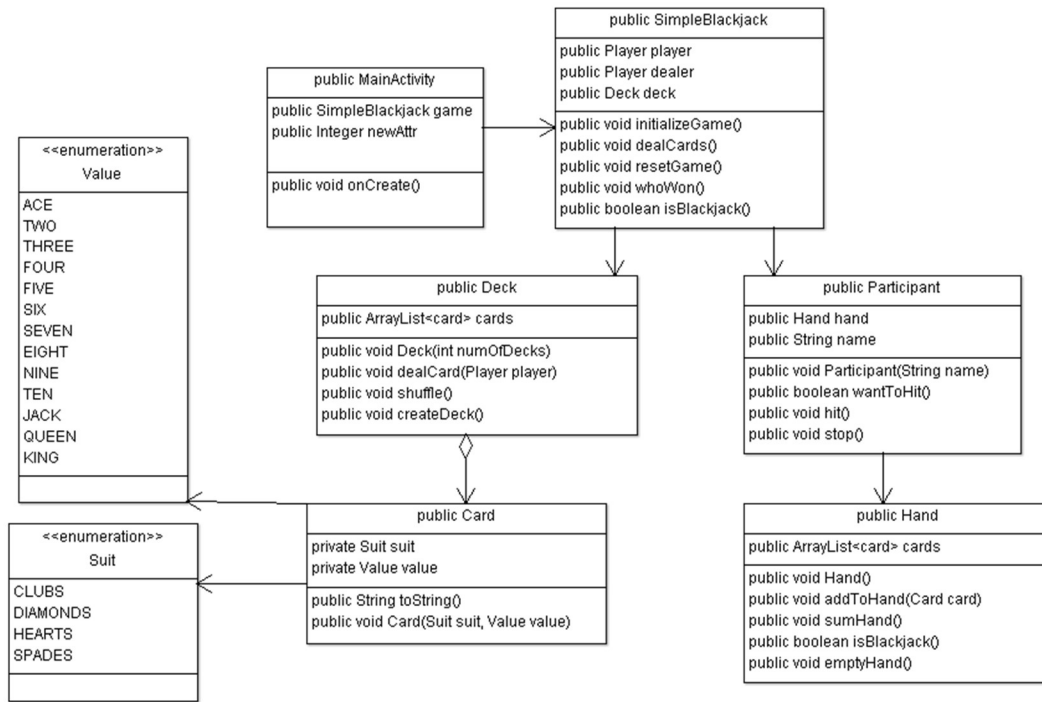 public SimpleBlackjack
public Player player
public Player dealer
public Deck deck
public void initializeGame()
public void dealCards()
public void resetGame()
public void whoWon()
public boolean isBlackjack()
public MainActivity
public SimpleBlackjack game
public Integer newAttr
public void onCreate()
<<enumeration>>
Value
ACE
TWO
THREE
FOUR
FIVE
SIX
SEVEN
EIGHT
NINE
TEN
JACK
QUEEN
KING
public Deck
public ArrayList<card> cards
public void Deck(int numOfDecks)
public void dealCard(Player player)
public void shuffle()
public void createDeck()
public Participant
public Hand hand
public String name
public void Participant(String name)
public boolean wantToHit()
public void hit()
public void stop()
<<enumeration>>
Suit
CLUBS
DIAMONDS
HEARTS
SPADES
public Card
private Suit suit
private Value value
public String toString()
public void Card(Suit suit, Value value)
public Hand
public ArrayList<card> cards
public void Hand()
public void addToHand(Card card)
public void sumHand()
public boolean isBlackjack()
public void emptyHand()